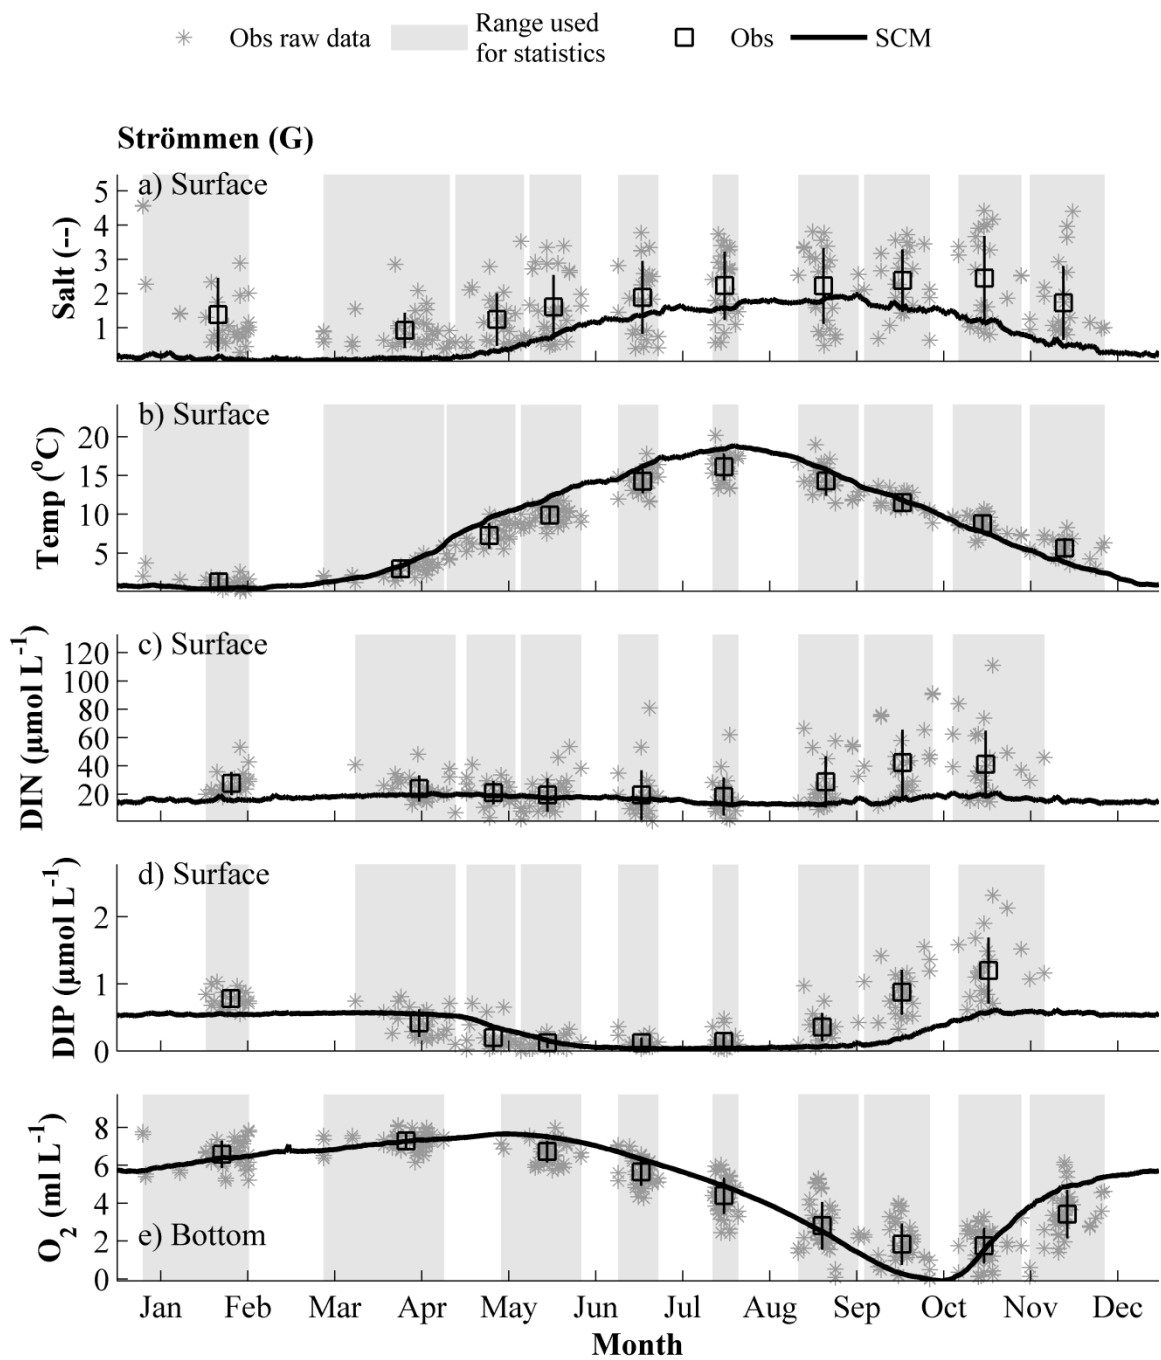 Obs raw data
Range used
for statistics
Obs
SCM
Strömmen (G)
a) Surface
Salt (--)
5
4
3
2
1
b) Surface
Temp (°C)
20
15
10
5
c) Surface
DIN (µmol L⁻¹)
120
100
80
60
40
20
d) Surface
DIP (µmol L⁻¹)
2
1
0
e) Bottom
O₂ (ml L⁻¹)
8
6
4
2
0
Jan Feb Mar Apr May Jun Jul Aug Sep Oct Nov Dec
Month